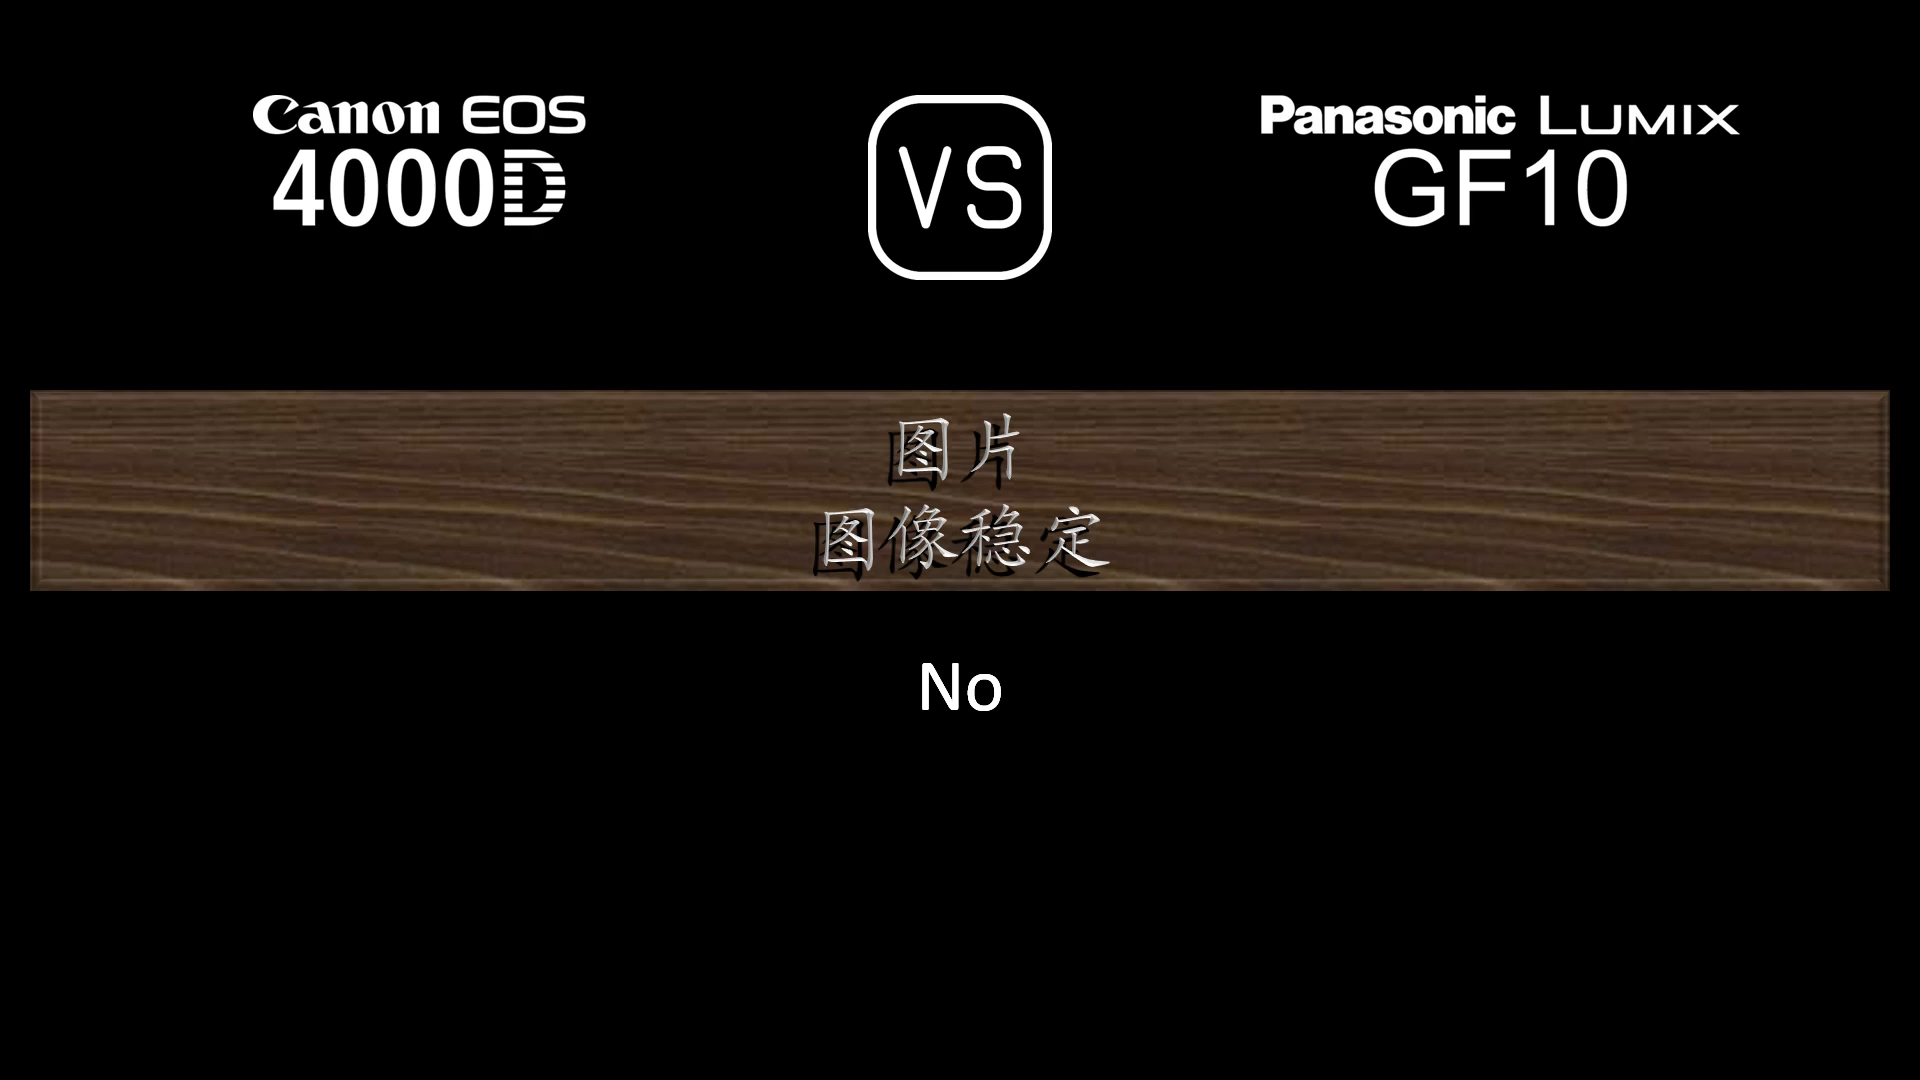 Canon EOS
4000D
VS
Panasonic LUMIX
GF10
图片
图像稳定
No